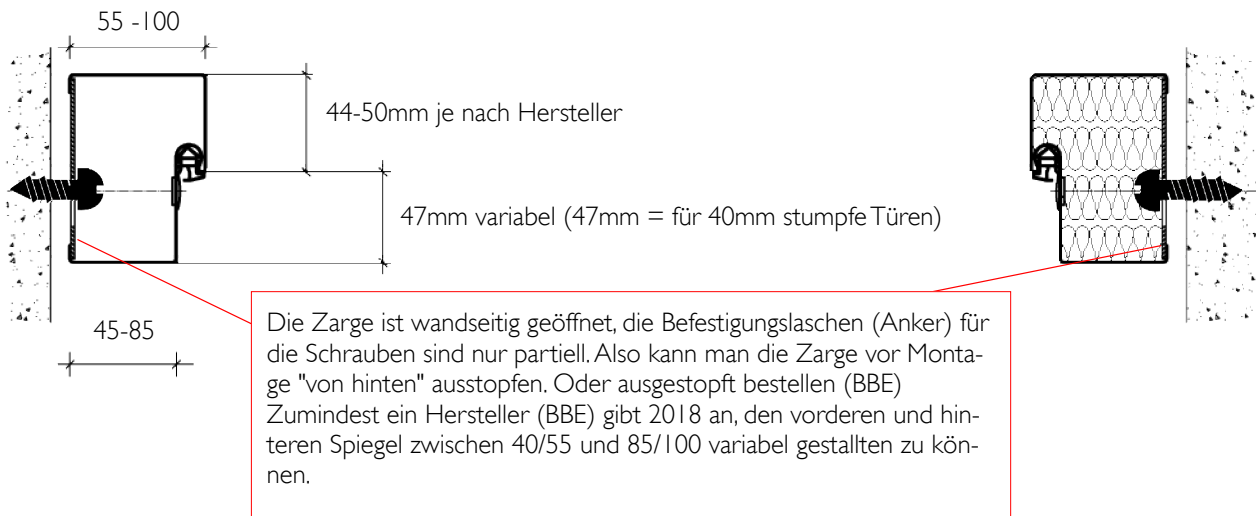 55 -100
44-50mm je nach Hersteller
47mm variabel (47mm = für 40mm stumpfe Türen)
45-85
Die Zarge ist wandseitig geöffnet, die Befestigungslaschen (Anker) für
die Schrauben sind nur partiell. Also kann man die Zarge vor Monta-
ge "von hinten" ausstopfen. Oder ausgestopft bestellen (BBE)
Zumindest ein Hersteller (BBE) gibt 2018 an, den vorderen und hin-
teren Spiegel zwischen 40/55 und 85/100 variabel gestallten zu kön-
nen.